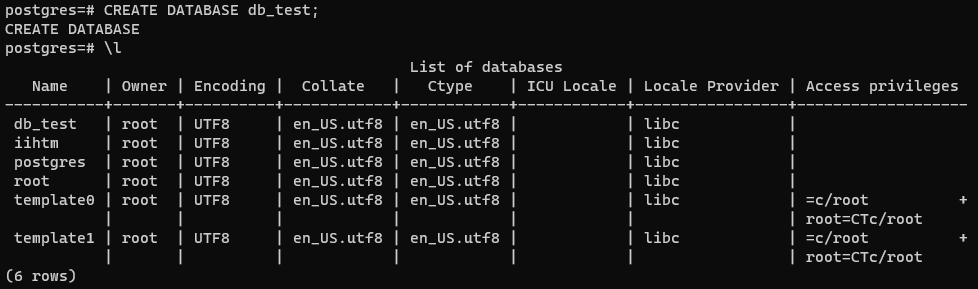 postgres=# CREATE DATABASE db_test;
CREATE DATABASE
postgres=# \l
                                             List of databases
   Name    | Owner | Encoding |  Collate   |   Ctype    | ICU Locale | Locale Provider | Access privileges
-----------+-------+----------+------------+------------+------------+-----------------+-------------------
 db_test   | root  | UTF8     | en_US.utf8 | en_US.utf8 |            | libc            |
 iihtm     | root  | UTF8     | en_US.utf8 | en_US.utf8 |            | libc            |
 postgres  | root  | UTF8     | en_US.utf8 | en_US.utf8 |            | libc            |
 root      | root  | UTF8     | en_US.utf8 | en_US.utf8 |            | libc            |
 template0 | root  | UTF8     | en_US.utf8 | en_US.utf8 |            | libc            | =c/root          +
           |       |          |            |            |            |                 | root=CTc/root
 template1 | root  | UTF8     | en_US.utf8 | en_US.utf8 |            | libc            | =c/root          +
           |       |          |            |            |            |                 | root=CTc/root
(6 rows)